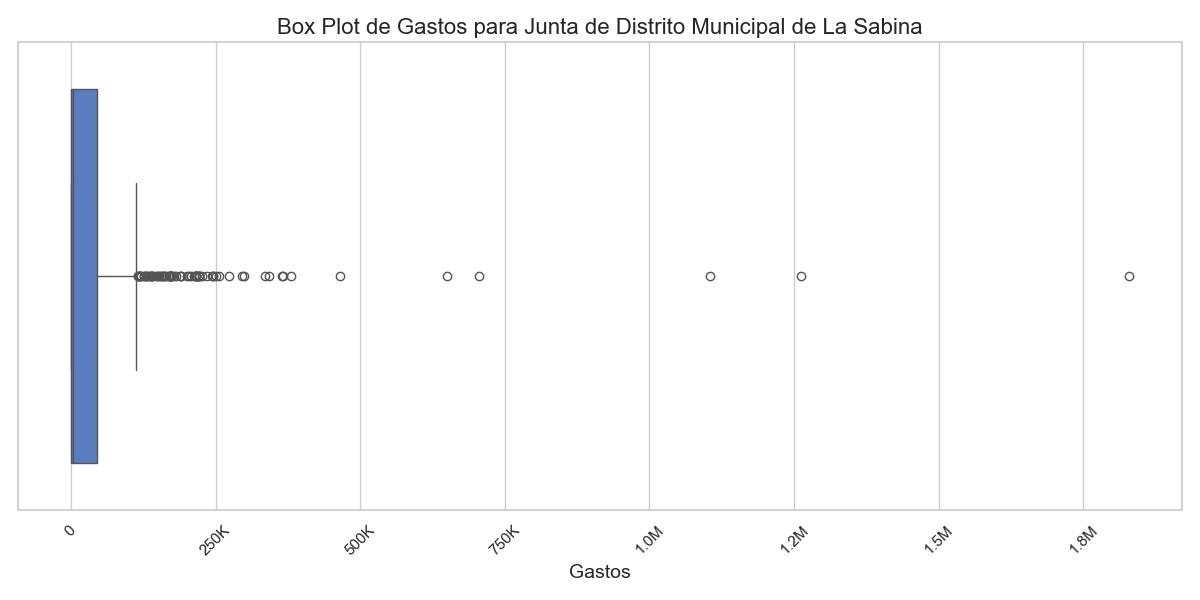 Box Plot de Gastos para Junta de Distrito Municipal de La Sabina
0
250K
500K
750K
1.0M
1.2M
1.5M
1.8M
Gastos